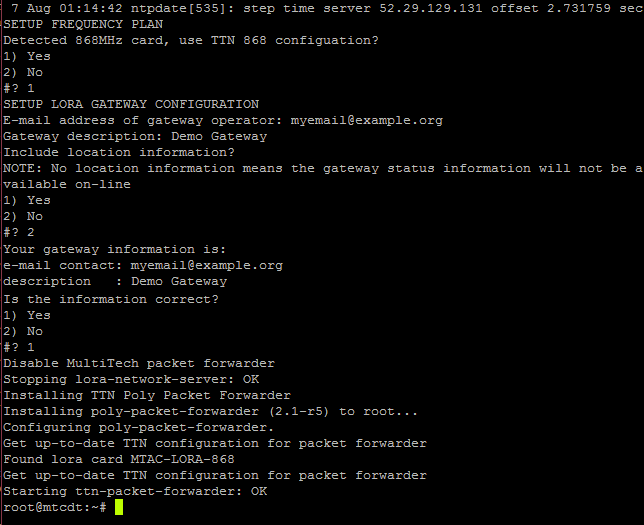 7 Aug 01:14:42 ntpdate[535]: step time server 52.29.129.131 offset 2.731759 sec
SETUP FREQUENCY PLAN
Detected 868MHz card, use TTN 868 configuation?
1) Yes
2) No
#? 1
SETUP LORA GATEWAY CONFIGURATION
E-mail address of gateway operator: myemail@example.org
Gateway description: Demo Gateway
Include location information?
NOTE: No location information means the gateway status information will not be a
vailable on-line
1) Yes
2) No
#? 2
Your gateway information is:
e-mail contact: myemail@example.org
description   : Demo Gateway
Is the information correct?
1) Yes
2) No
#? 1
Disable MultiTech packet forwarder
Stopping lora-network-server: OK
Installing TTN Poly Packet Forwarder
Installing poly-packet-forwarder (2.1-r5) to root...
Configuring poly-packet-forwarder.
Get up-to-date TTN configuration for packet forwarder
Found lora card MTAC-LORA-868
Get up-to-date TTN configuration for packet forwarder
Starting ttn-packet-forwarder: OK
root@mtcdt:~#